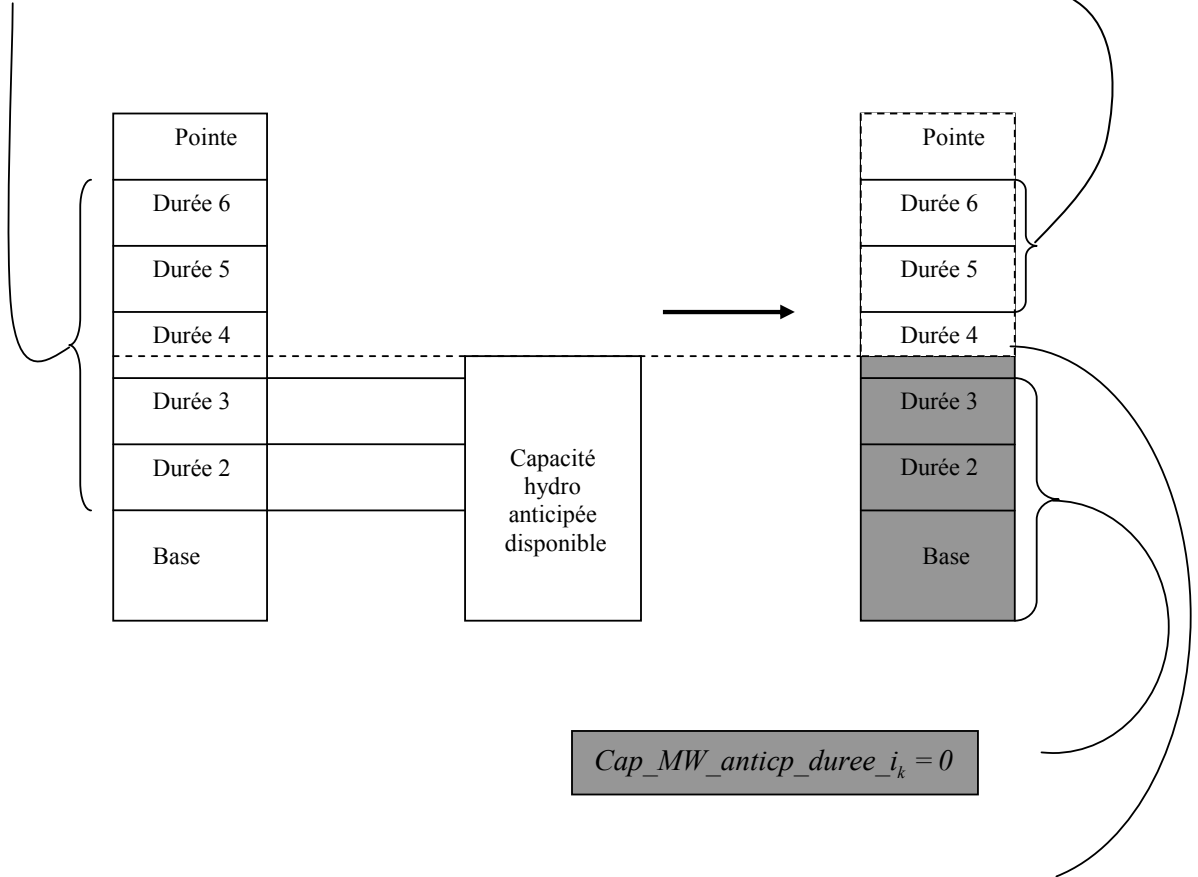 Pointe
Durée 6
Durée 5
Durée 4
Durée 3
Durée 2
Base
Capacité
hydro
anticipée
disponible
Pointe
Durée 6
Durée 5
Durée 4
Durée 3
Durée 2
Base
Cap_MW_anticp_duree_i_k = 0